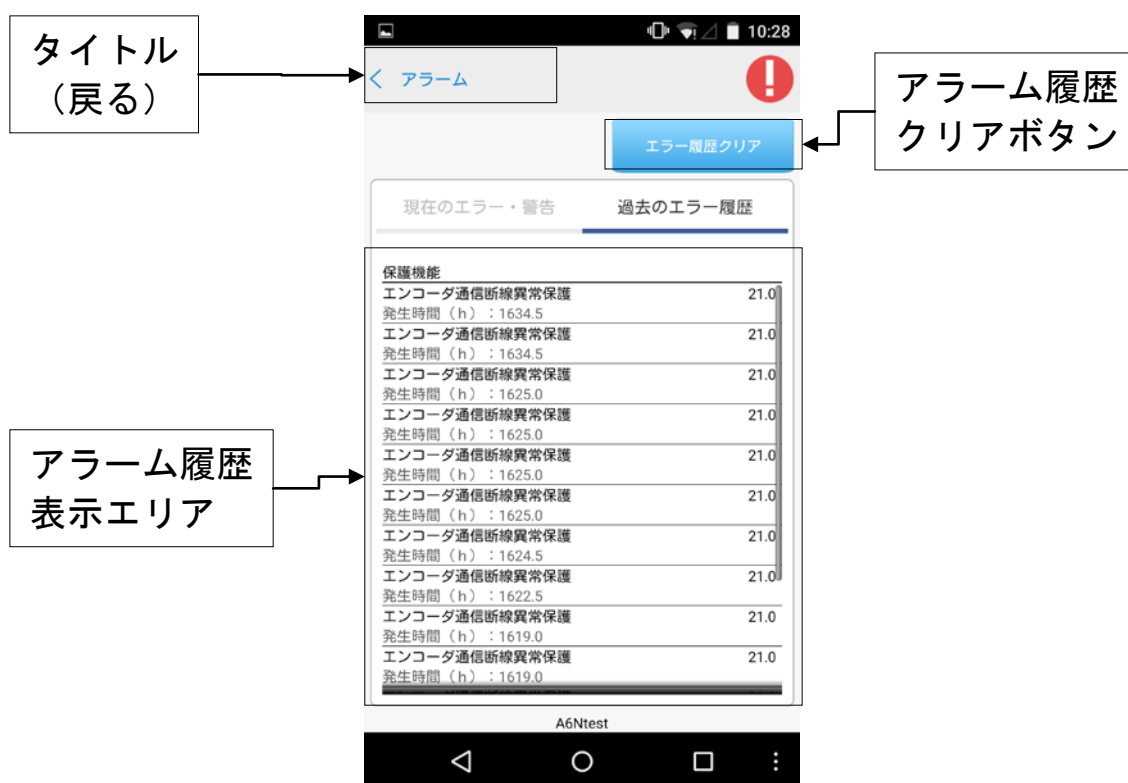 タイトル
（戻る）
10:28
アラーム
アラーム履歴
クリアボタン
エラー履歴クリア
現在のエラー・警告
過去のエラー履歴
アラーム履歴
表示エリア
保護機能
エンコーダ通信断線異常保護 21.0
発生時間（h）：1634.5
エンコーダ通信断線異常保護 21.0
発生時間（h）：1634.5
エンコーダ通信断線異常保護 21.0
発生時間（h）：1625.0
エンコーダ通信断線異常保護 21.0
発生時間（h）：1625.0
エンコーダ通信断線異常保護 21.0
発生時間（h）：1625.0
エンコーダ通信断線異常保護 21.0
発生時間（h）：1625.0
エンコーダ通信断線異常保護 21.0
発生時間（h）：1624.5
エンコーダ通信断線異常保護 21.0
発生時間（h）：1622.5
エンコーダ通信断線異常保護 21.0
発生時間（h）：1619.0
エンコーダ通信断線異常保護 21.0
発生時間（h）：1619.0
A6Ntest